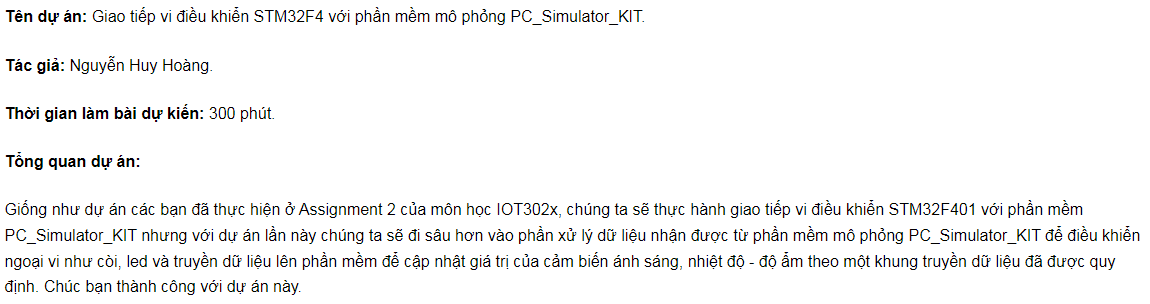 Tên dự án: Giao tiếp vi điều khiển STM32F4 với phần mềm mô phỏng PC_Simulator_KIT.
Tác giả: Nguyễn Huy Hoàng.
Thời gian làm bài dự kiến: 300 phút.
Tổng quan dự án:
Giống như dự án các bạn đã thực hiện ở Assignment 2 của môn học IOT302x, chúng ta sẽ thực hành giao tiếp vi điều khiển STM32F401 với phần mềm
PC_Simulator_KIT nhưng với dự án lần này chúng ta sẽ đi sâu hơn vào phần xử lý dữ liệu nhận được từ phần mềm mô phỏng PC_Simulator_KIT để điều khiển
ngoại vi như còi, led và truyền dữ liệu lên phần mềm để cập nhật giá trị của cảm biến ánh sáng, nhiệt độ - độ ẩm theo một khung truyền dữ liệu đã được quy
định. Chúc bạn thành công với dự án này.